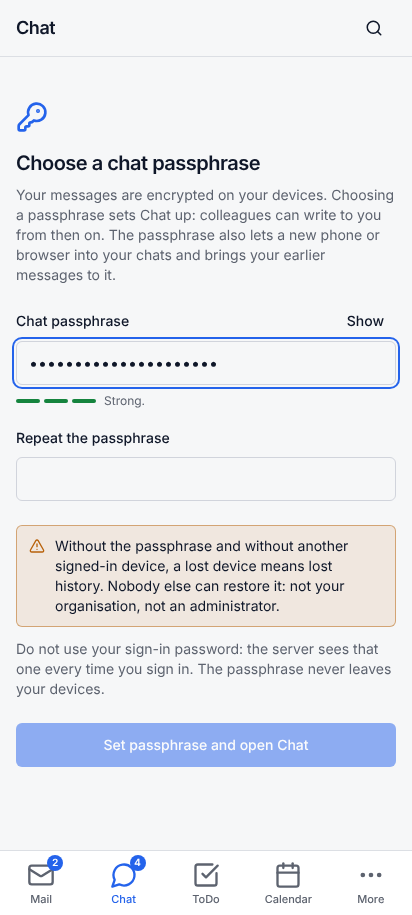 Chat
Choose a chat passphrase
Your messages are encrypted on your devices. Choosing
a passphrase sets Chat up: colleagues can write to you
from then on. The passphrase also lets a new phone or
browser into your chats and brings your earlier
messages to it.
Chat passphrase
Show
•••••••••••••••••••••
Strong.
Repeat the passphrase
Without the passphrase and without another
signed-in device, a lost device means lost
history. Nobody else can restore it: not your
organisation, not an administrator.
Do not use your sign-in password: the server sees that
one every time you sign in. The passphrase never leaves
your devices.
Set passphrase and open Chat
2
4
Mail
Chat
ToDo
Calendar
More